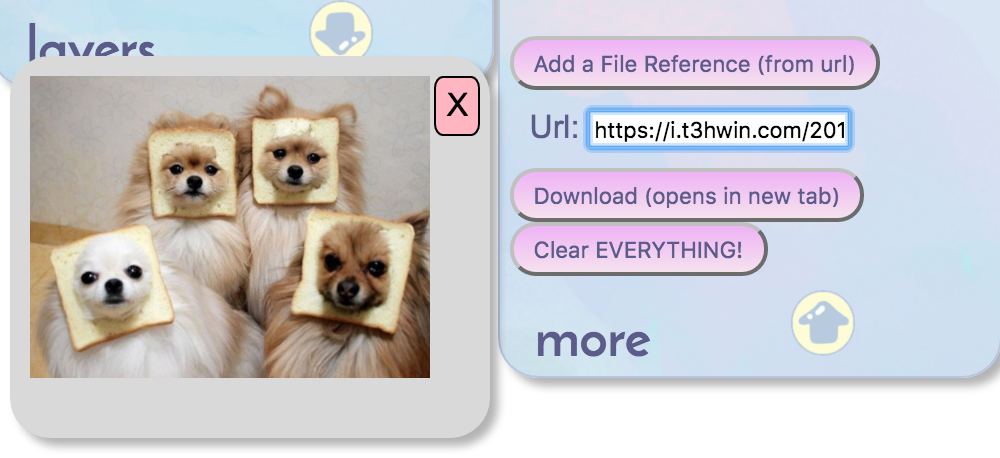 layers
X
Add a File Reference (from url)
Url: https://i.t3hwin.com/201
Download (opens in new tab)
Clear EVERYTHING!
more